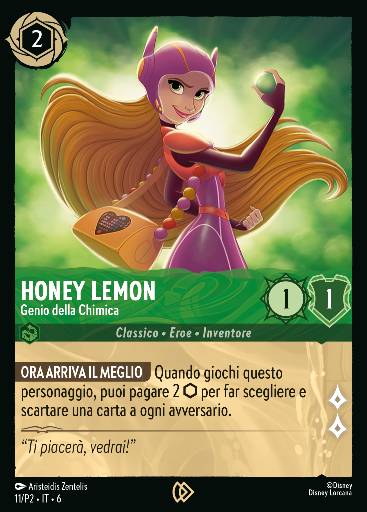 2
HONEY LEMON
Genio della Chimica
1
1
Classico • Eroe • Inventore
ORA ARRIVA IL MEGLIO Quando giochi questo
personaggio, puoi pagare 2 ⬡ per far scegliere e
scartare una carta a ogni avversario.
“Ti piacerà, vedrai!”
Aristeidis Zentelis
11/P2 • IT • 6
©Disney
Disney Lorcana